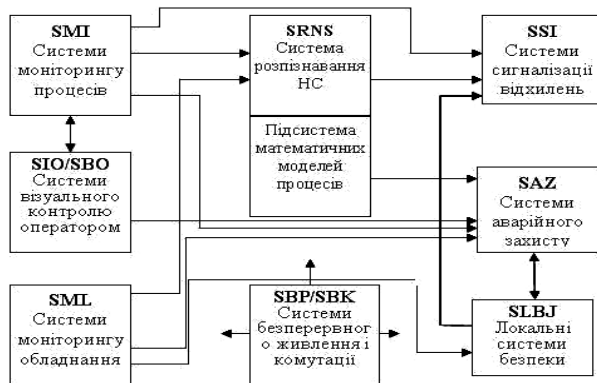 SMI
Системи
моніторингу
процесів
SRNS
Система
розпізнавання
НС
SSI
Системи
сигналізації
відхилень
Підсистема
математичних
моделей
процесів
SIO/SBO
Системи
візуального
контролю
оператором
SAZ
Системи
аварійного
захисту
SML
Системи
моніторингу
обладнання
SBP/SBK
Системи
безперервног
о живлення і
комутації
SLBJ
Локальні
системи
безпеки